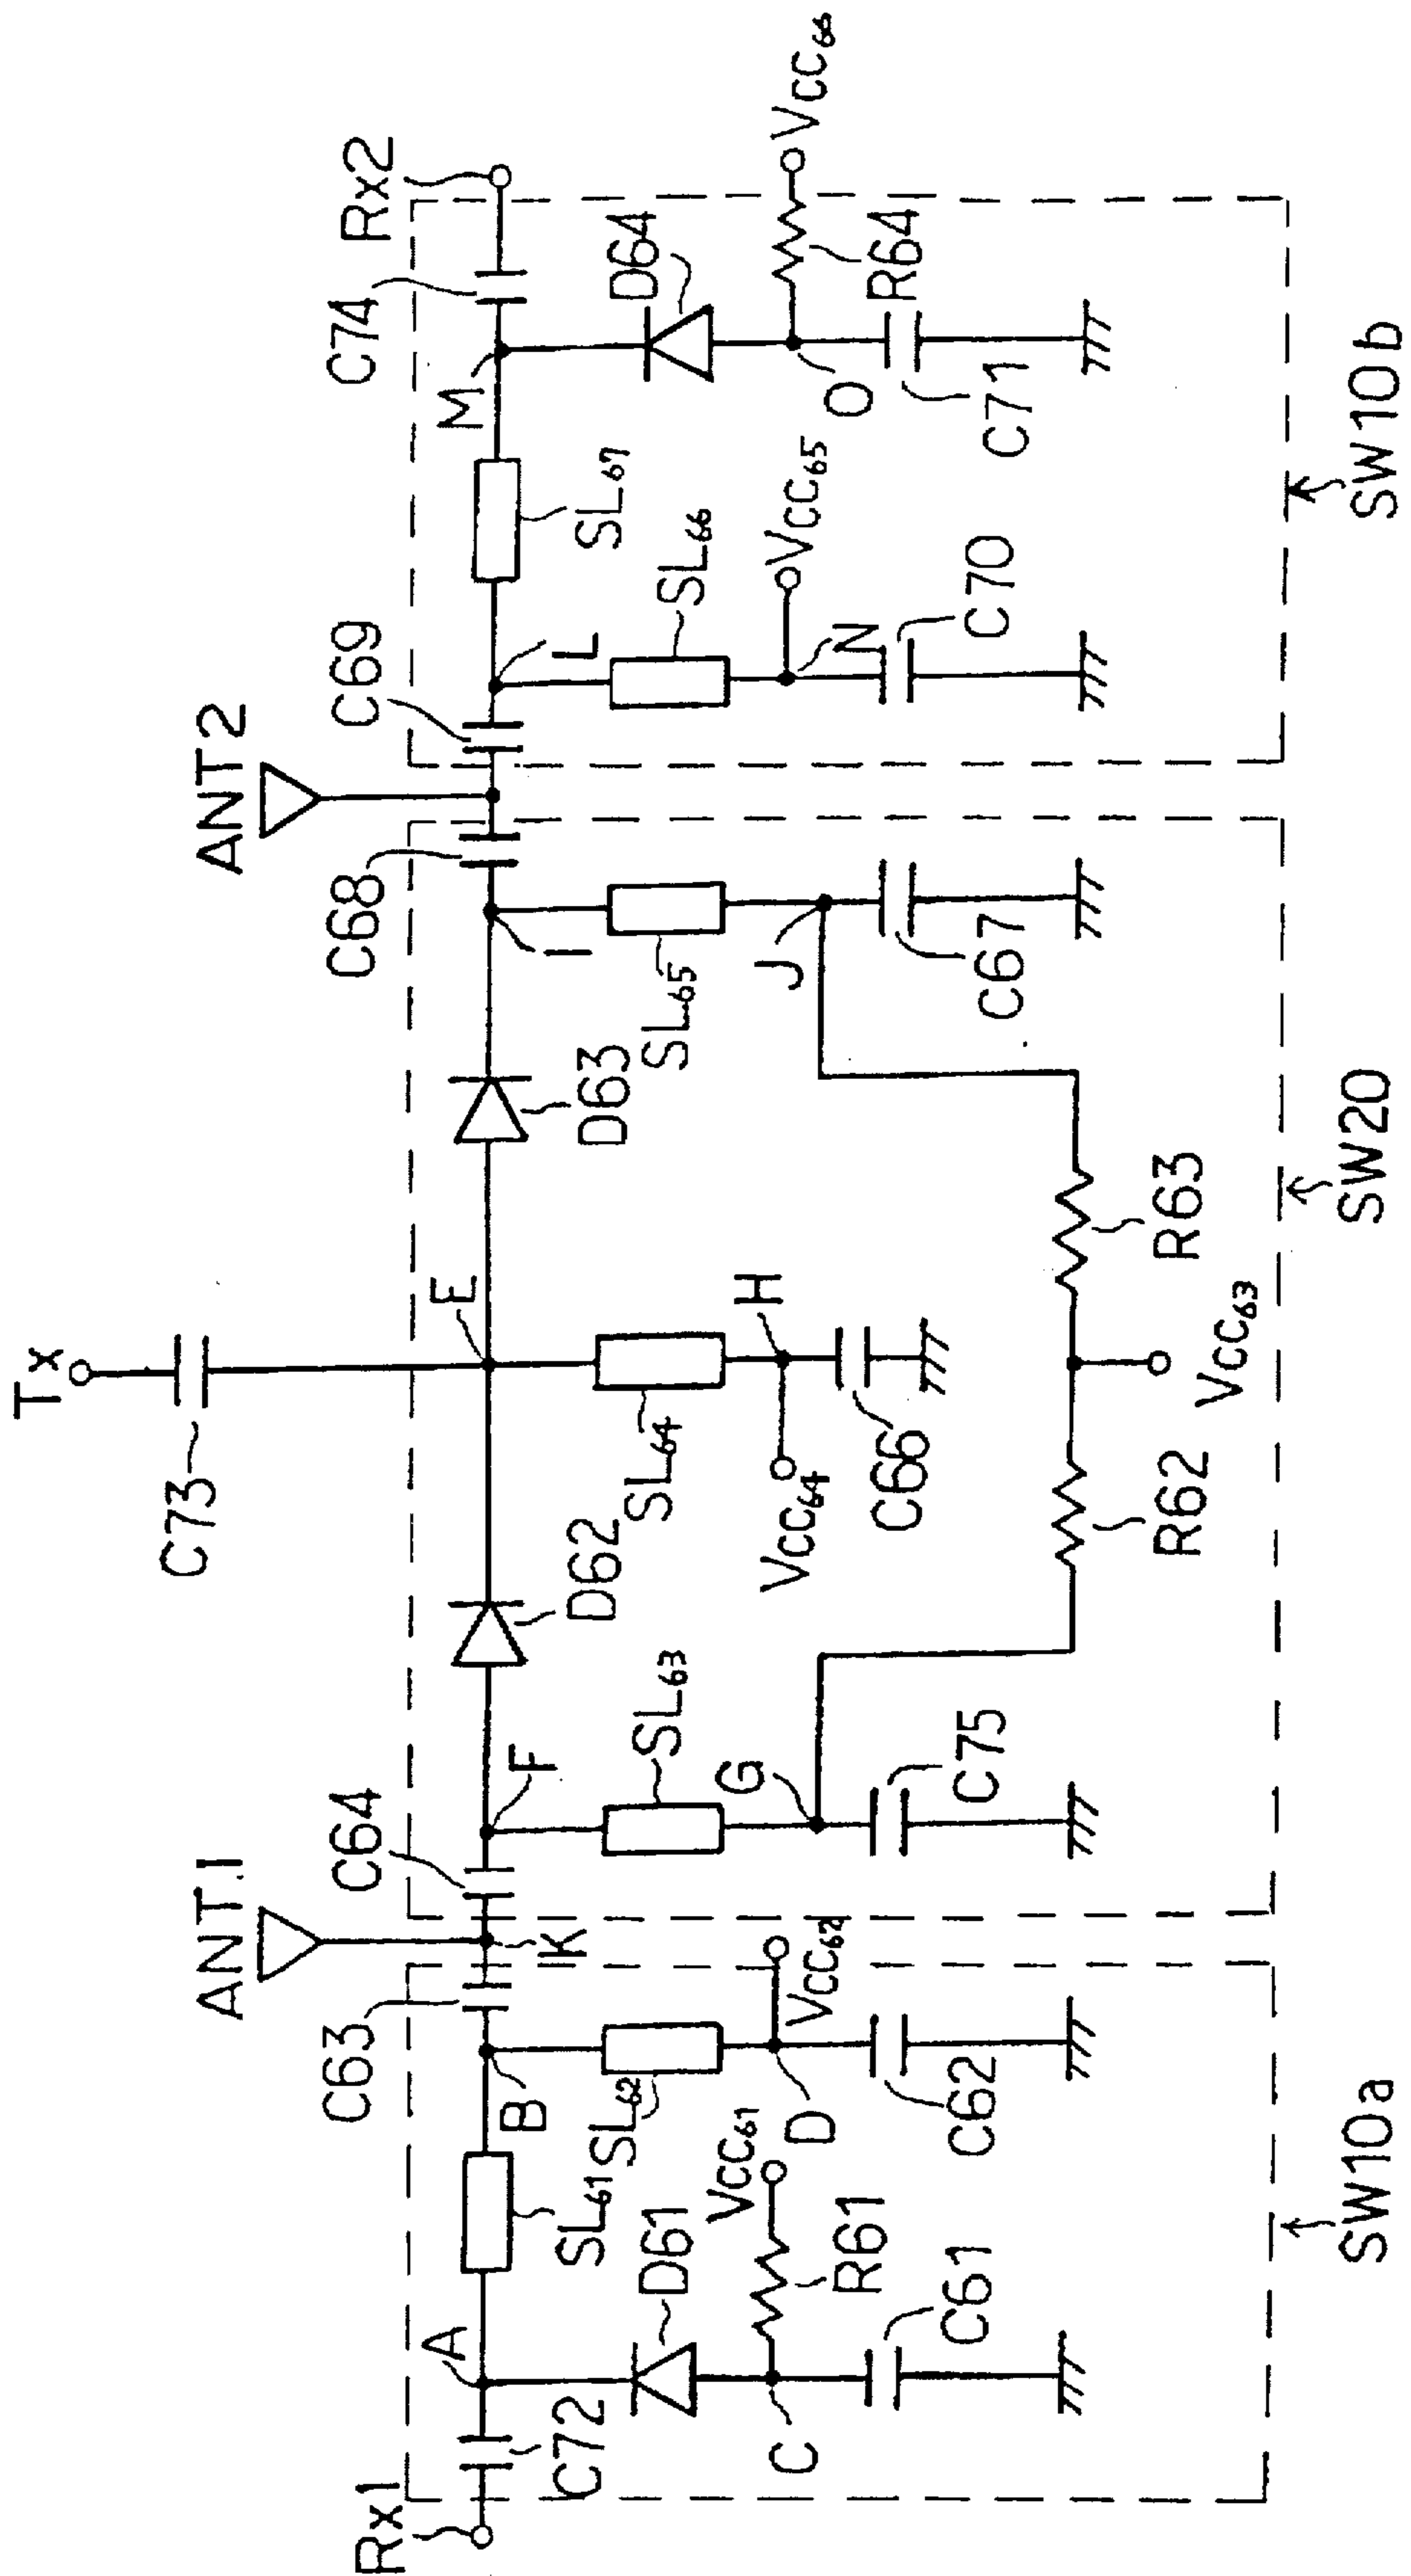 Tx
C73
ANT.1
ANT2
Rx1
C72
A
SL61
B
C63
K
C64
F
D62
E
D63
I
C68
C69
L
SL67
M
C74
Rx2
D61
SL62
SL63
SL64
SL65
SL66
D64
VCC61
R61
C
C61
D
VCC62
C62
G
C75
H
VCC64
C66
J
C67
N
VCC65
C70
O
VCC66
R64
C71
R62
VCC63
R63
SW10a
SW20
SW10b